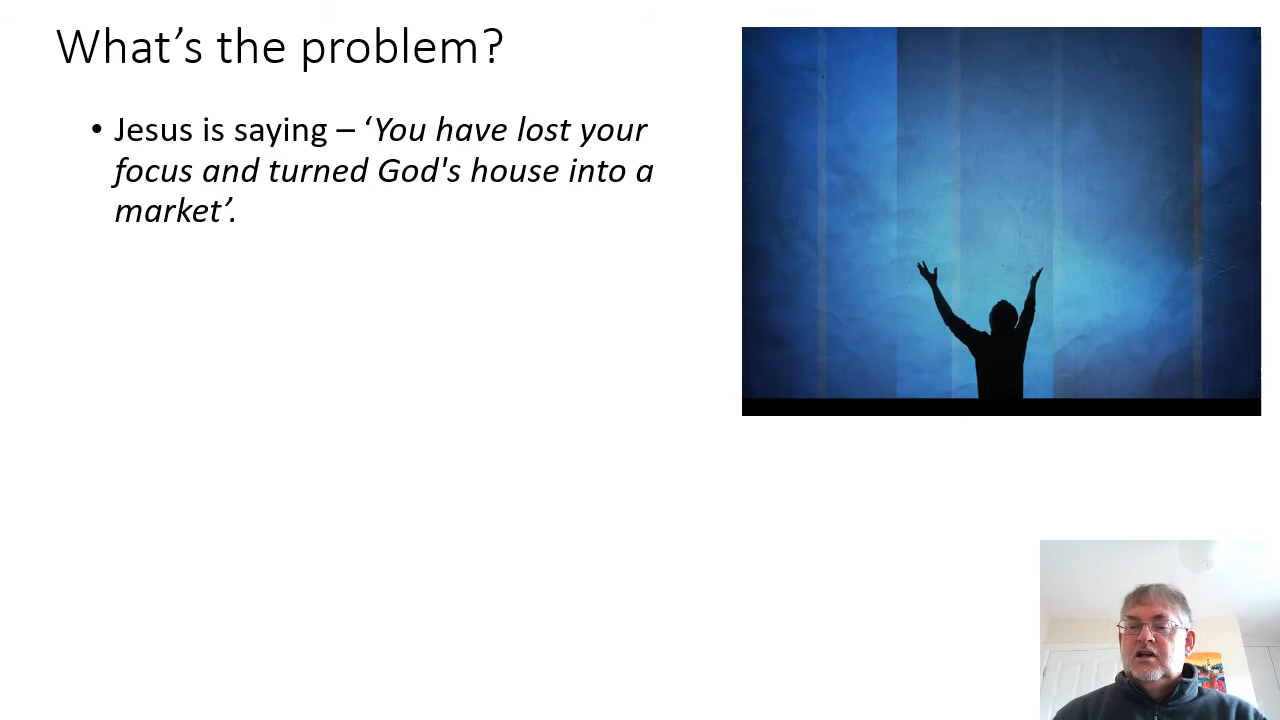 What’s the problem?
• Jesus is saying – ‘You have lost your
focus and turned God's house into a
market’.